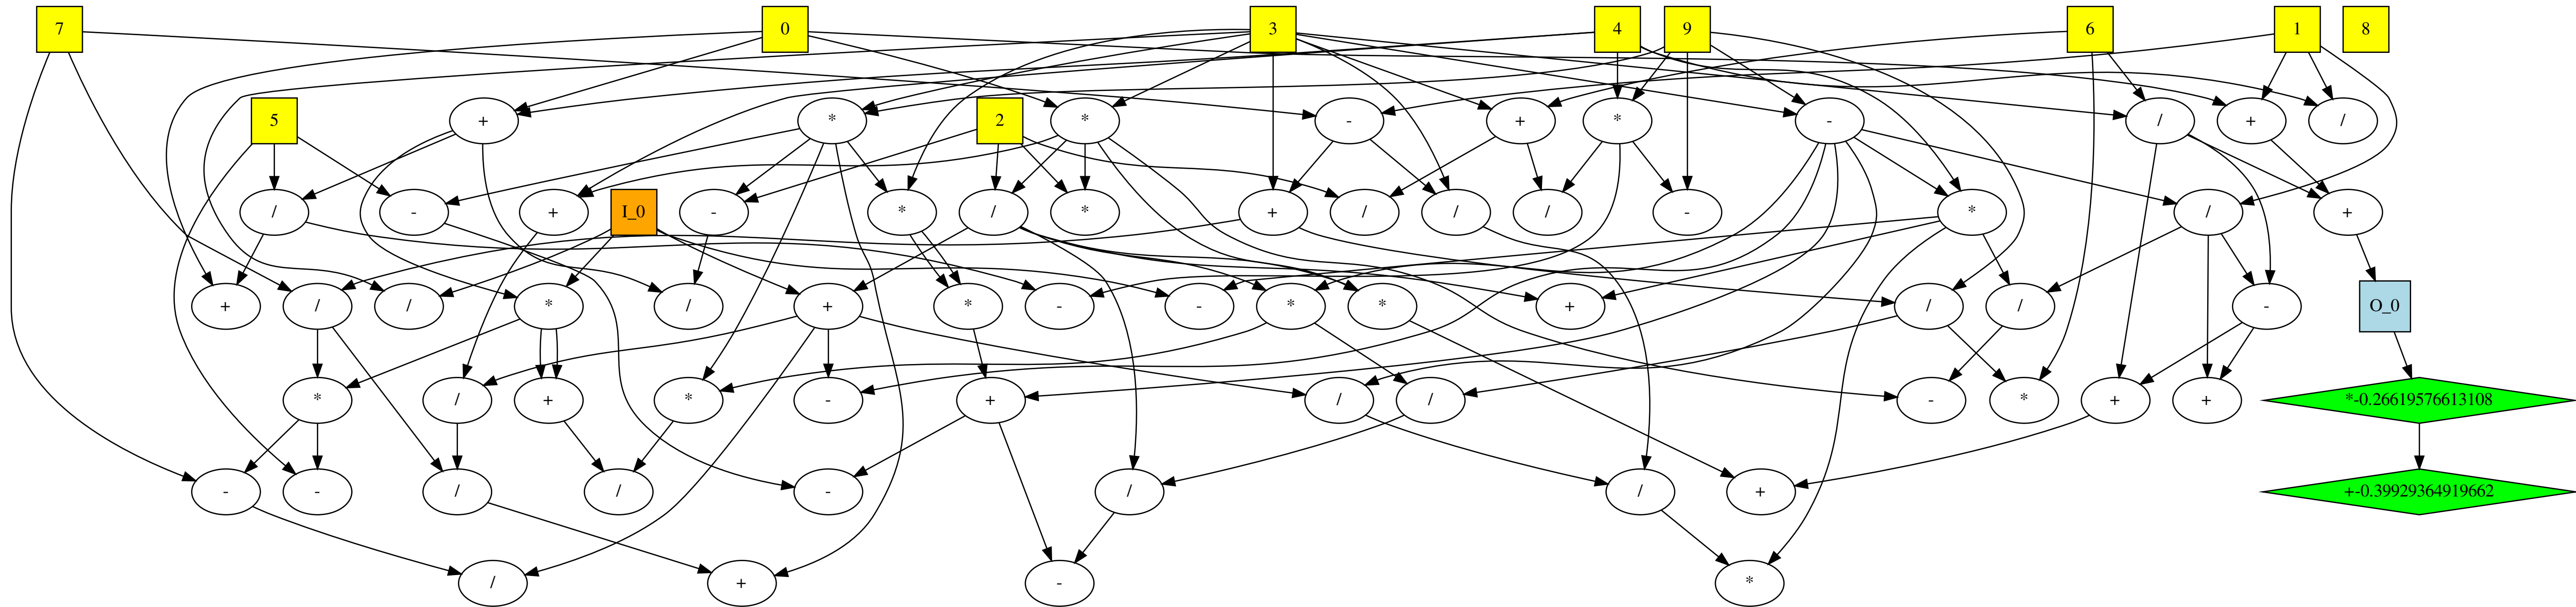 7 0 3 4 9 6 1 8
5 + * 2 * - + * - / + /
/ - + I_0 - * / * + / / / - * / +
+ / / * - + * - - * * + / / - O_0
* / + * - + / / - * + + *-0.26619576613108
- - / / - / / + +-0.39929364919662
/ + - *